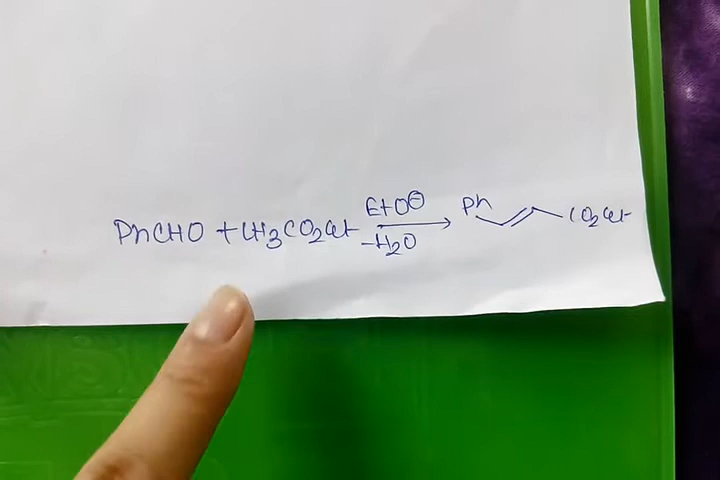 PhCHO + CH₃CO₂Et EtO⊖ -H₂O → Ph CO₂Et